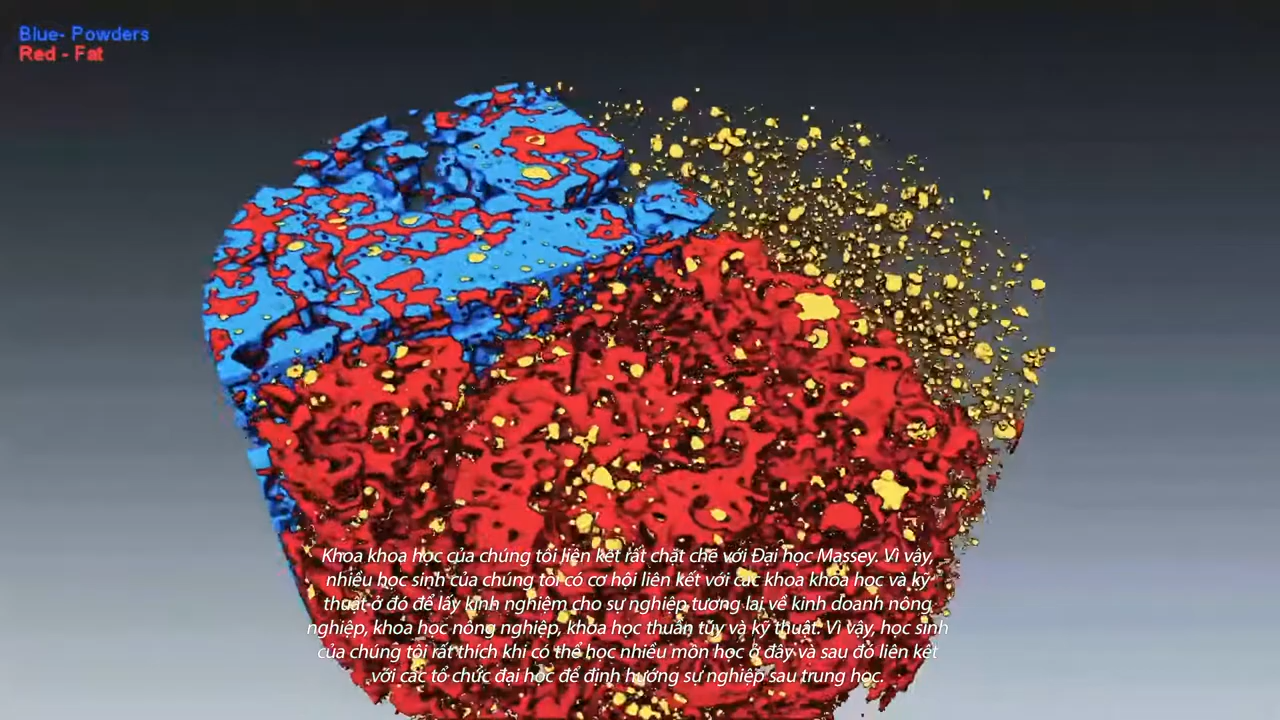 Blue- Powders
Red - Fat
Khoa khoa học của chúng tôi liên kết rất chặt chẽ với Đại học Massey. Vì vậy,
nhiều học sinh của chúng tôi có cơ hội liên kết với các khoa khoa học và kỹ
thuật ở đó để lấy kinh nghiệm cho sự nghiệp tương lai về kinh doanh nông
nghiệp, khoa học nông nghiệp, khoa học thuần túy và kỹ thuật. Vì vậy, học sinh
của chúng tôi rất thích khi có thể học nhiều môn học ở đây và sau đó liên kết
với các tổ chức đại học để định hướng sự nghiệp sau trung học.